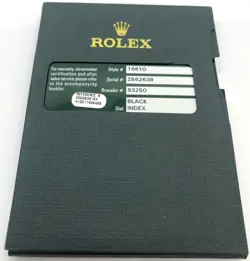 ROLEX
For warranty, chronometer
certification and after
sales service please refer
to the accompanying
booklet.
Style # 16610
Serial # Z862638
Bracelet # 93250
BLACK
Dial INDEX
REFERENCE #